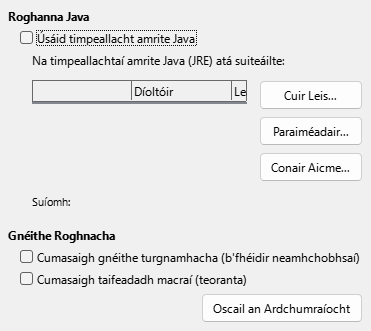 Roghanna Java
Úsáid timpeallacht amrite Java
Na timpeallachtaí amrite Java (JRE) atá suiteáilte:
Díoltóir Le
Cuir Leis...
Paraiméadair...
Conair Aicme...
Suíomh:
Gnéithe Roghnacha
Cumasaigh gnéithe turgnamhacha (b'fhéidir neamhchobhsaí)
Cumasaigh taifeadadh macraí (teoranta)
Oscail an Ardchumraíocht